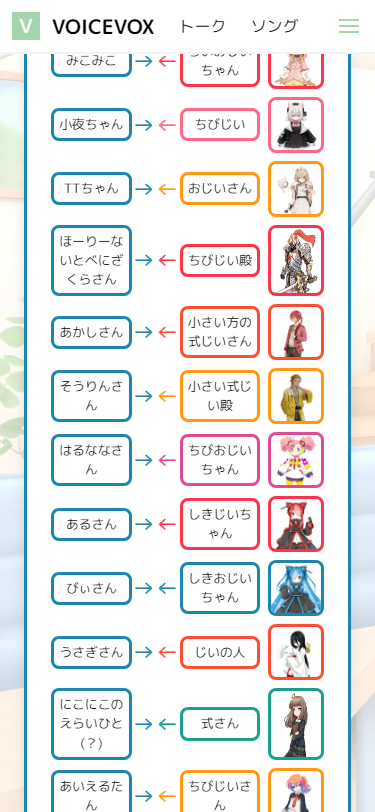 V VOICEVOX トーク ソング
みこみこ
ちゃん
小夜ちゃん
ちびじい
TTちゃん
おじいさん
ほーりーな
いとべにざ
くらさん
ちびじい殿
あかしさん
小さい方の
式じいさん
そうりんさ
ん
小さい式じ
い殿
はるななさ
ん
ちびおじい
ちゃん
あるさん
しきじいち
ゃん
びぃさん
しきおじい
ちゃん
うさぎさん
じいの人
にこにこの
えらいひと
(?)
式さん
あいえるた
ん
ちびじいさ
ん